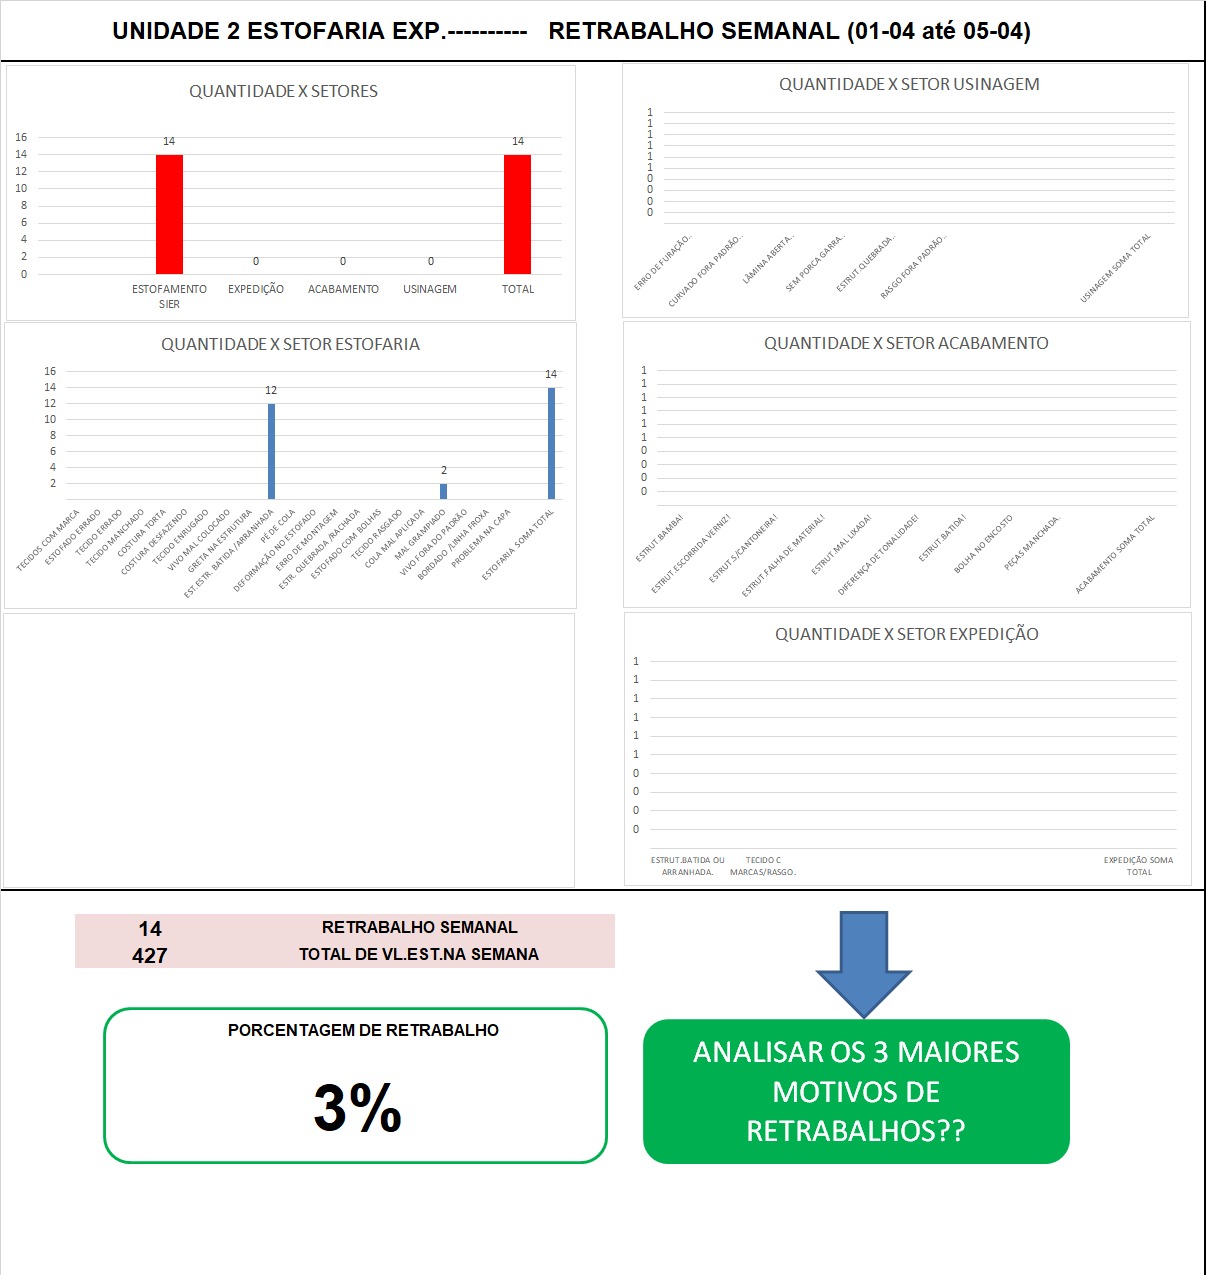 UNIDADE 2 ESTOFARIA EXP.---------- RETRABALHO SEMANAL (01-04 até 05-04)
QUANTIDADE X SETORES
16
14
12
10
8
6
4
2
0
14
0
0
0
14
ESTOFAMENTO SIER
EXPEDIÇÃO
ACABAMENTO
USINAGEM
TOTAL
QUANTIDADE X SETOR USINAGEM
1
1
1
1
1
1
0
0
0
0
ERRO DE FURAÇÃO..
CURVADO FORA PADRÃO..
LÂMINA ABERTA..
SEM PORCA GARRA..
ESTRUT.QUEBRADA..
RASGO FORA PADRÃO..
USINAGEM SOMA TOTAL
QUANTIDADE X SETOR ESTOFARIA
16
14
12
10
8
6
4
2
12
2
14
TECIDOS COM MARCA
ESTOFADO ERRADO
TECIDO ERRADO
TECIDO MANCHADO
COSTURA TORTA
COSTURA DESFAZENDO
TECIDO ENRUGADO
VIVO MAL COLOCADO
GRETA NA ESTRUTURA
EST.ESTR. BATIDA /ARRANHADA
PÉ DE COLA
DEFORMAÇÃO NO ESTOFADO
ERRO DE MONTAGEM
ESTR. QUEBRADA /RACHADA
ESTOFADO COM BOLHAS
TECIDO RASGADO
COLA MAL APLICADA
MAL GRAMPIADO
VIVO FORA DO PADRÃO
BORDADO /LINHA FROXA
PROBLEMA NA CAPA
ESTOFARIA SOMA TOTAL
QUANTIDADE X SETOR ACABAMENTO
1
1
1
1
1
1
0
0
0
0
ESTRUT.BAMBA!
ESTRUT.ESCORRIDA VERNIZ!
ESTRUT.S/CANTONEIRA!
ESTRUT.FALHA DE MATERIAL!
ESTRUT.MAL LIXADA!
DIFERENÇA DE TONALIDADE!
ESTRUT.BATIDA!
BOLHA NO ENCOSTO
PEÇAS MANCHADA.
ACABAMENTO SOMA TOTAL
QUANTIDADE X SETOR EXPEDIÇÃO
1
1
1
1
1
1
0
0
0
0
ESTRUT.BATIDA OU ARRANHADA.
TECIDO C MARCAS/RASGO.
EXPEDIÇÃO SOMA TOTAL
14 RETRABALHO SEMANAL
427 TOTAL DE VL.EST.NA SEMANA
PORCENTAGEM DE RETRABALHO
3%
ANALISAR OS 3 MAIORES
MOTIVOS DE
RETRABALHOS??